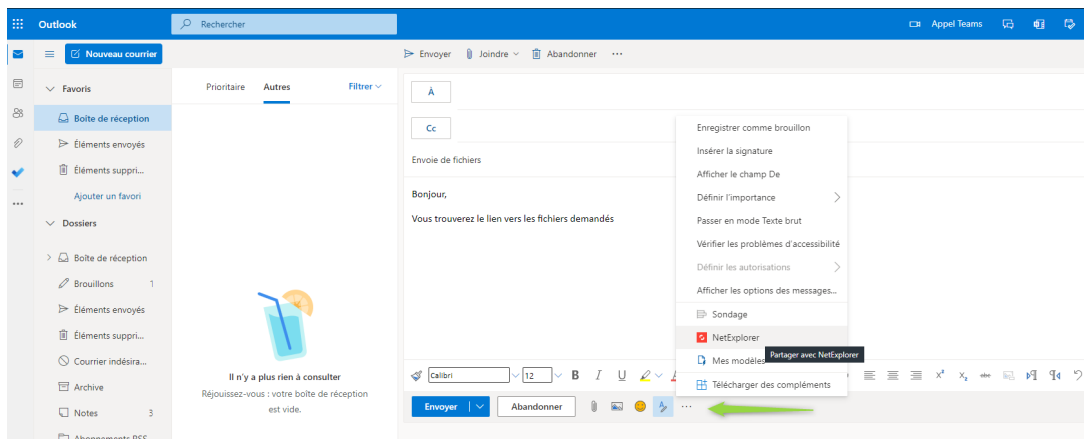 Outlook
Rechercher
Appel Teams
Nouveau courrier
Envoyer
Joindre
Abandonner
Favoris
Boîte de réception
Éléments envoyés
Éléments suppri...
Ajouter un favori
Dossiers
Boîte de réception
Brouillons 1
Éléments envoyés
Éléments suppri...
Courrier indésira...
Archive
Notes 3
Abonnements RSS
Prioritaire
Autres
Filtrer
Il n'y a plus rien à consulter
Réjouissez-vous : votre boîte de réception
est vide.
À
Cc
Envoie de fichiers
Bonjour,
Vous trouverez le lien vers les fichiers demandés
Enregistrer comme brouillon
Insérer la signature
Afficher le champ De
Définir l'importance
Passer en mode Texte brut
Vérifier les problèmes d'accessibilité
Définir les autorisations
Afficher les options des messages...
Sondage
NetExplorer
Partager avec NetExplorer
Mes modèles
Télécharger des compléments
Calibri
12
B I U
Envoyer
Abandonner